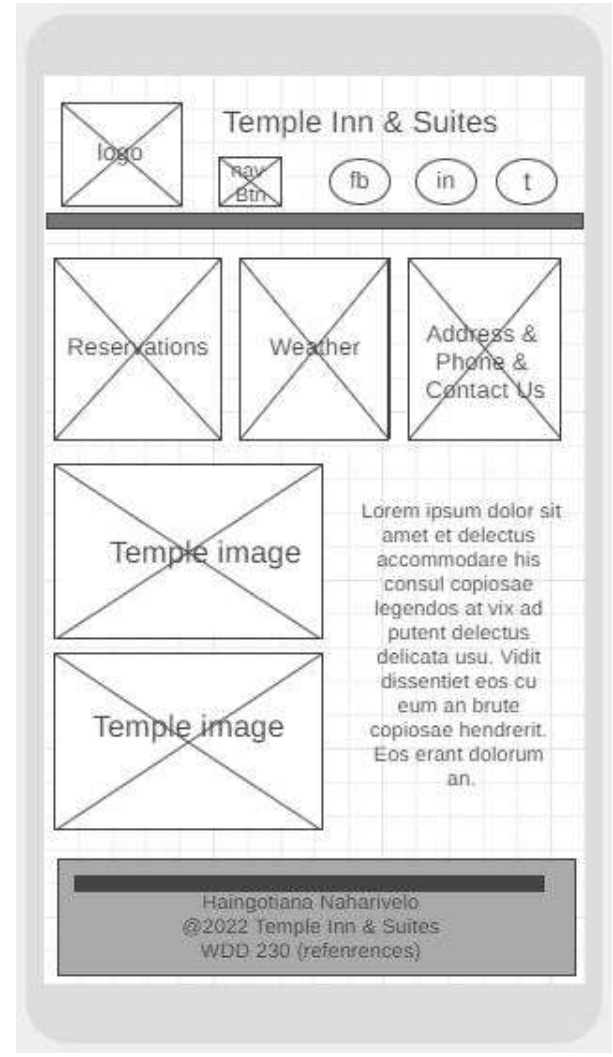 logo
Temple Inn & Suites
nav
Btn
fb
in
t
Reservations
Weather
Address &
Phone &
Contact Us
Temple image
Lorem ipsum dolor sit
amet et delectus
accommodare his
consul copiosae
legendos at vix ad
putent delectus
delicata usu. Vidit
dissentiet eos cu
eum an brute
copiosae hendrerit.
Eos erant dolorum
an.
Temple image
Haingotiana Naharivelo
@2022 Temple Inn & Suites
WDD 230 (refenrences)